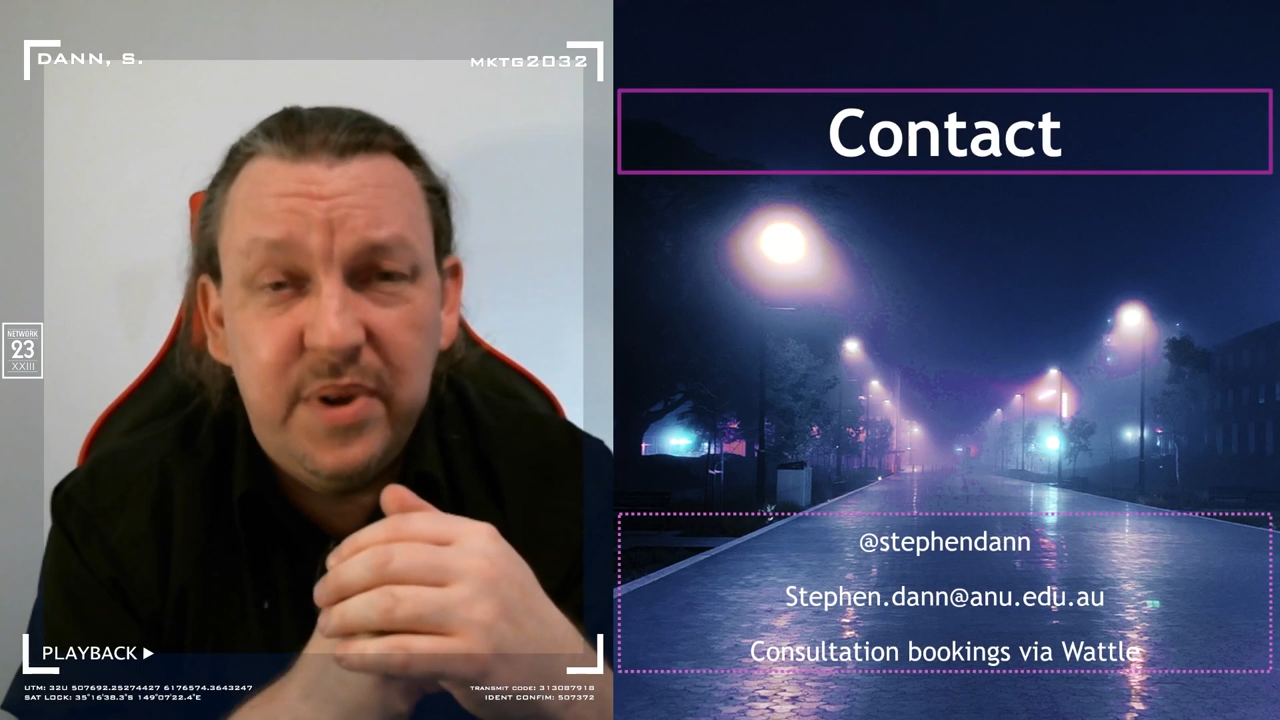 DANN, S.
MKTG2032
NETWORK
23
XXIII
PLAYBACK
UTM: 32U 507692.25274427 6176574.3643247
SAT LOCK: 35°16'38.3"S 149°07'22.4"E
TRANSMIT CODE: 313087918
IDENT CONFIM: 507372
Contact
@stephendann
Stephen.dann@anu.edu.au
Consultation bookings via Wattle